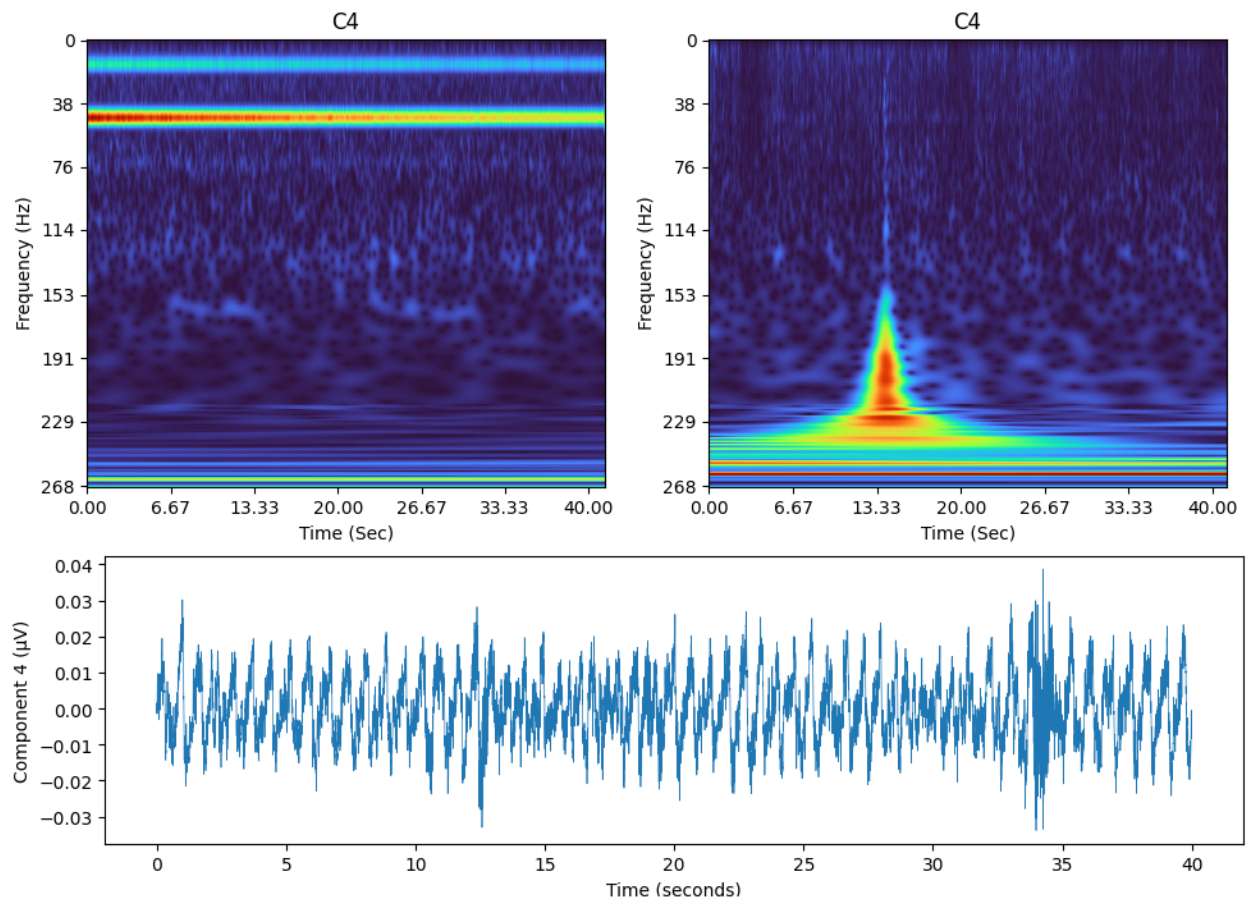 C4
C4
Frequency (Hz)
0
38
76
114
153
191
229
268
0.00 6.67 13.33 20.00 26.67 33.33 40.00
Time (Sec)
Frequency (Hz)
0
38
76
114
153
191
229
268
0.00 6.67 13.33 20.00 26.67 33.33 40.00
Time (Sec)
Component 4 (µV)
0.04
0.03
0.02
0.01
0.00
−0.01
−0.02
−0.03
0 5 10 15 20 25 30 35 40
Time (seconds)